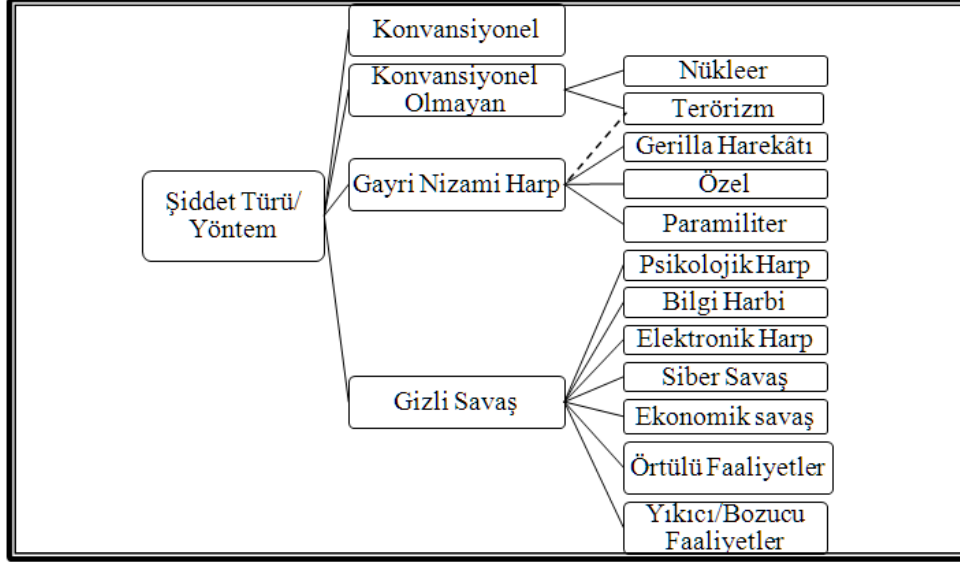 Konvansiyonel
Konvansiyonel
Olmayan
Nükleer
Terörizm
Gerilla Harekâtı
Gayri Nizami Harp
Özel
Şiddet Türü/
Yöntem
Paramiliter
Psikolojik Harp
Bilgi Harbi
Elektronik Harp
Siber Savaş
Gizli Savaş
Ekonomik savaş
Örtülü Faaliyetler
Yıkıcı/Bozucu
Faaliyetler